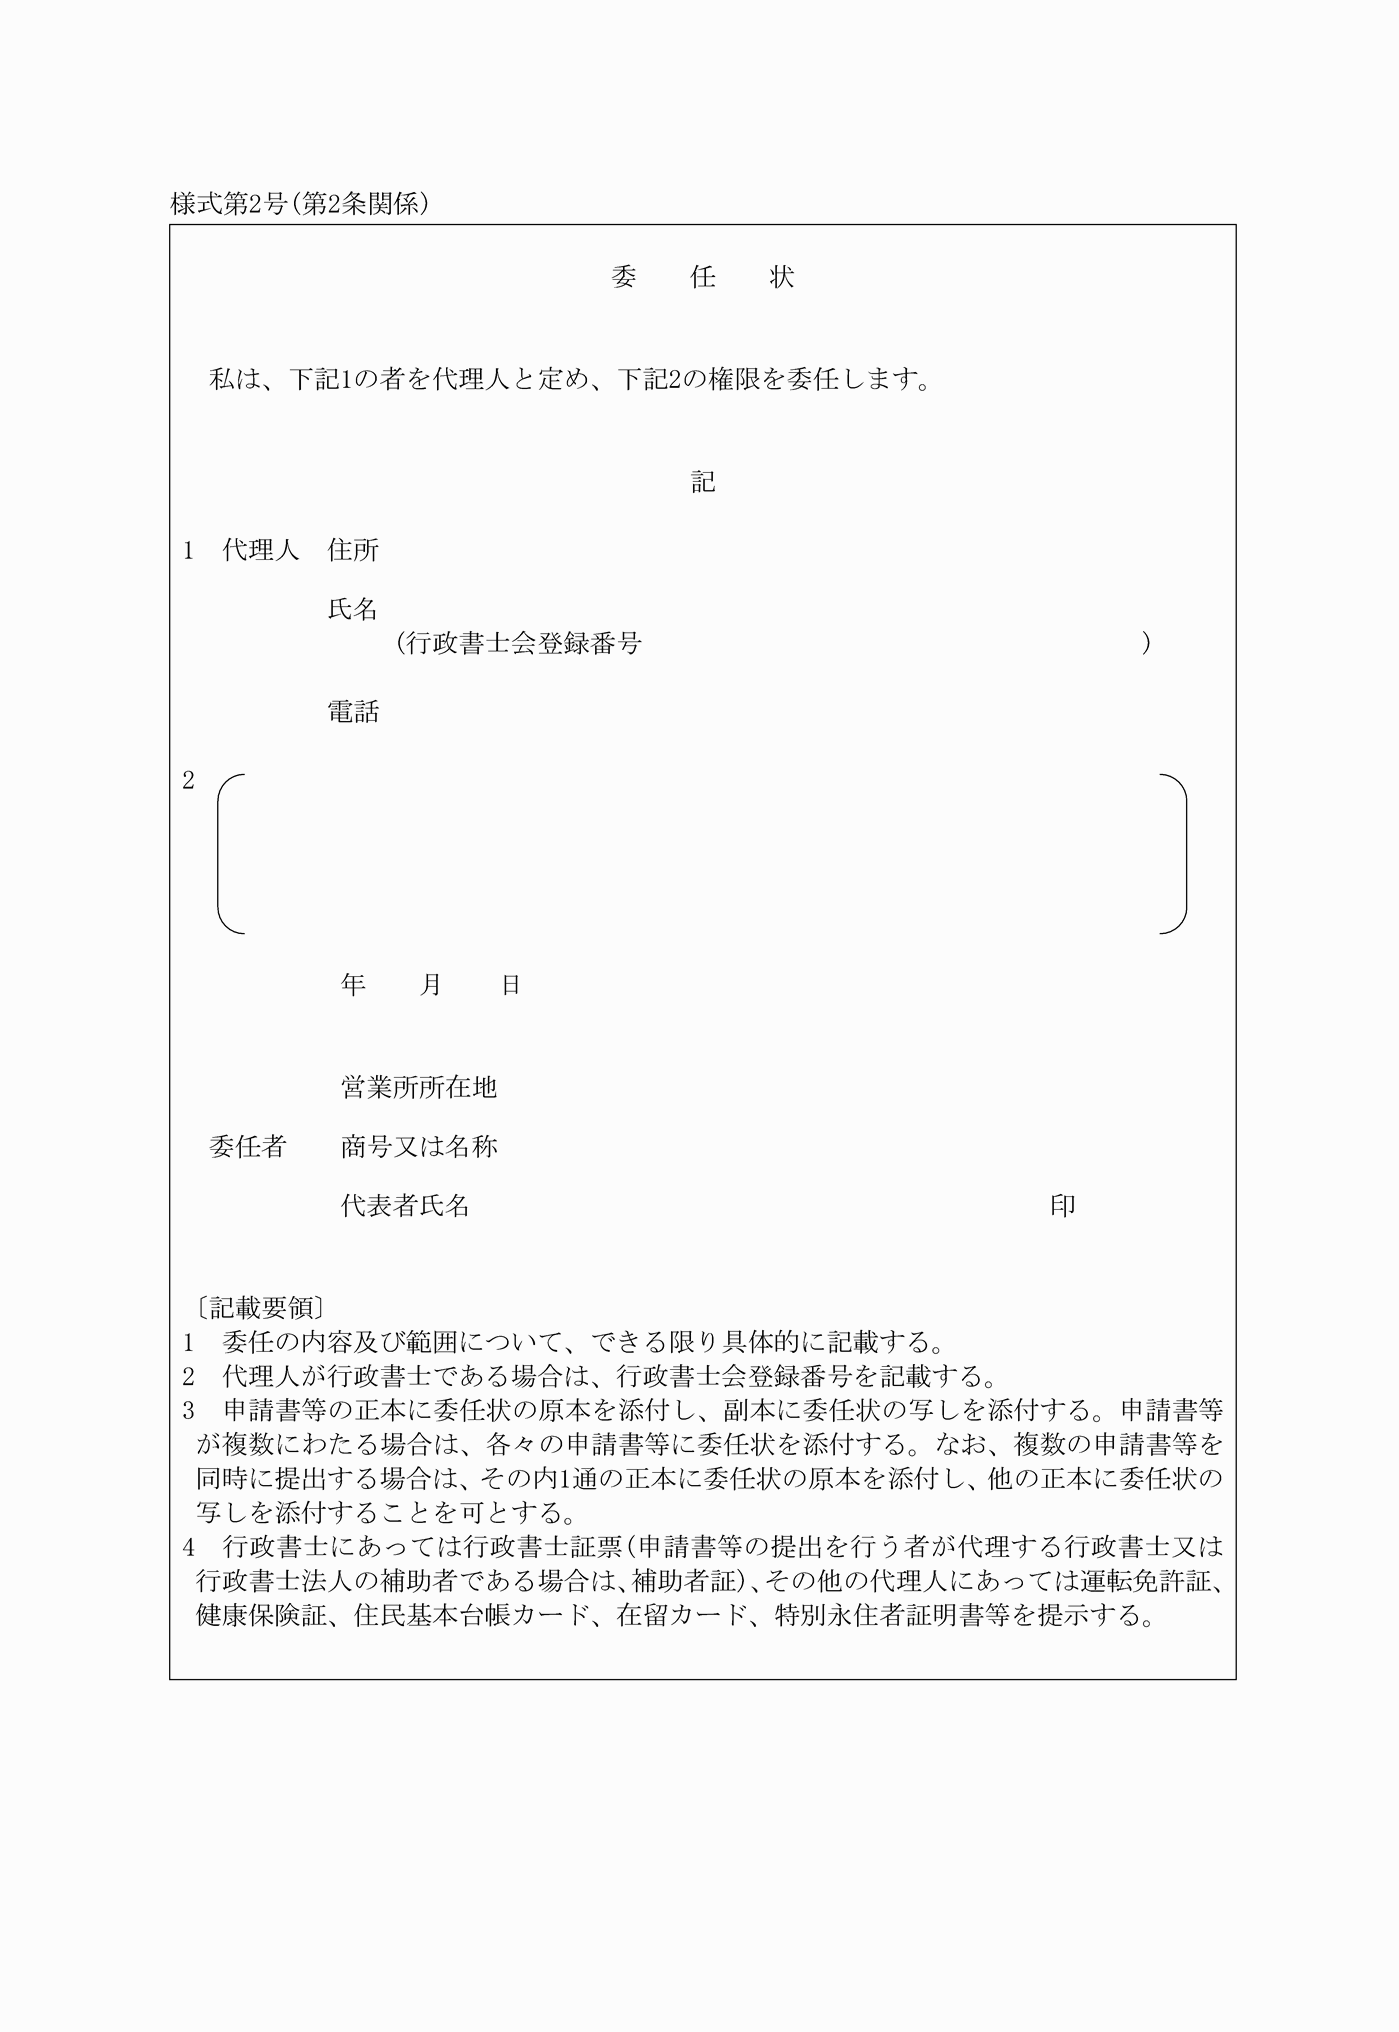 様式第2号(第2条関係)
委　　任　　状
私は、下記1の者を代理人と定め、下記2の権限を委任します。
記
1　代理人　住所
氏名
(行政書士会登録番号　　　　　　　　　　　　　　　　　　　)
電話
2
年　　月　　日
営業所所在地
委任者　　商号又は名称
代表者氏名　　　　　　　　　　　　　　　　　　　　　　印
〔記載要領〕
1　委任の内容及び範囲について、できる限り具体的に記載する。
2　代理人が行政書士である場合は、行政書士会登録番号を記載する。
3　申請書等の正本に委任状の原本を添付し、副本に委任状の写しを添付する。申請書等
が複数にわたる場合は、各々の申請書等に委任状を添付する。なお、複数の申請書等を
同時に提出する場合は、その内1通の正本に委任状の原本を添付し、他の正本に委任状の
写しを添付することを可とする。
4　行政書士にあっては行政書士証票(申請書等の提出を行う者が代理する行政書士又は
行政書士法人の補助者である場合は、補助者証)、その他の代理人にあっては運転免許証、
健康保険証、住民基本台帳カード、在留カード、特別永住者証明書等を提示する。